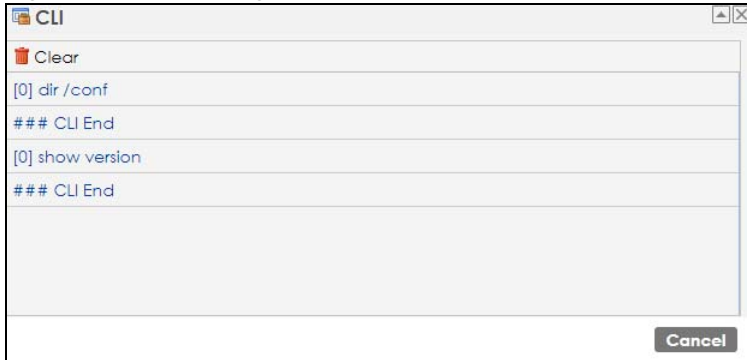 CLI
Clear
[0] dir /conf
### CLI End
[0] show version
### CLI End
Cancel